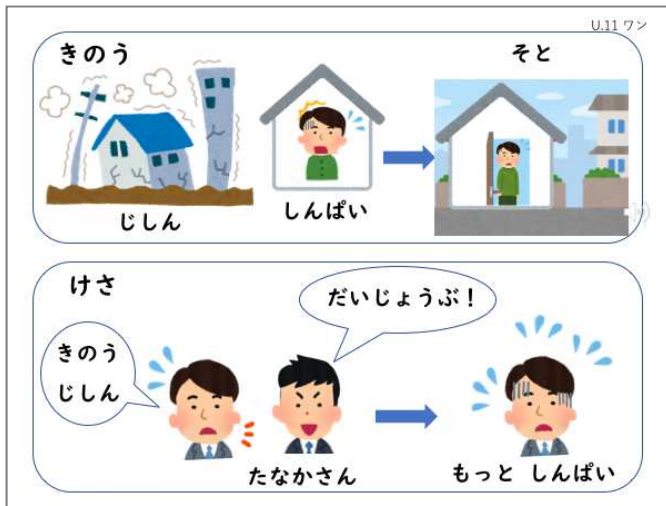 U.11 ワン
きのう
そと
じしん
しんぱい
けさ
だいじょうぶ！
きのう
じしん
たなかさん
もっと しんぱい